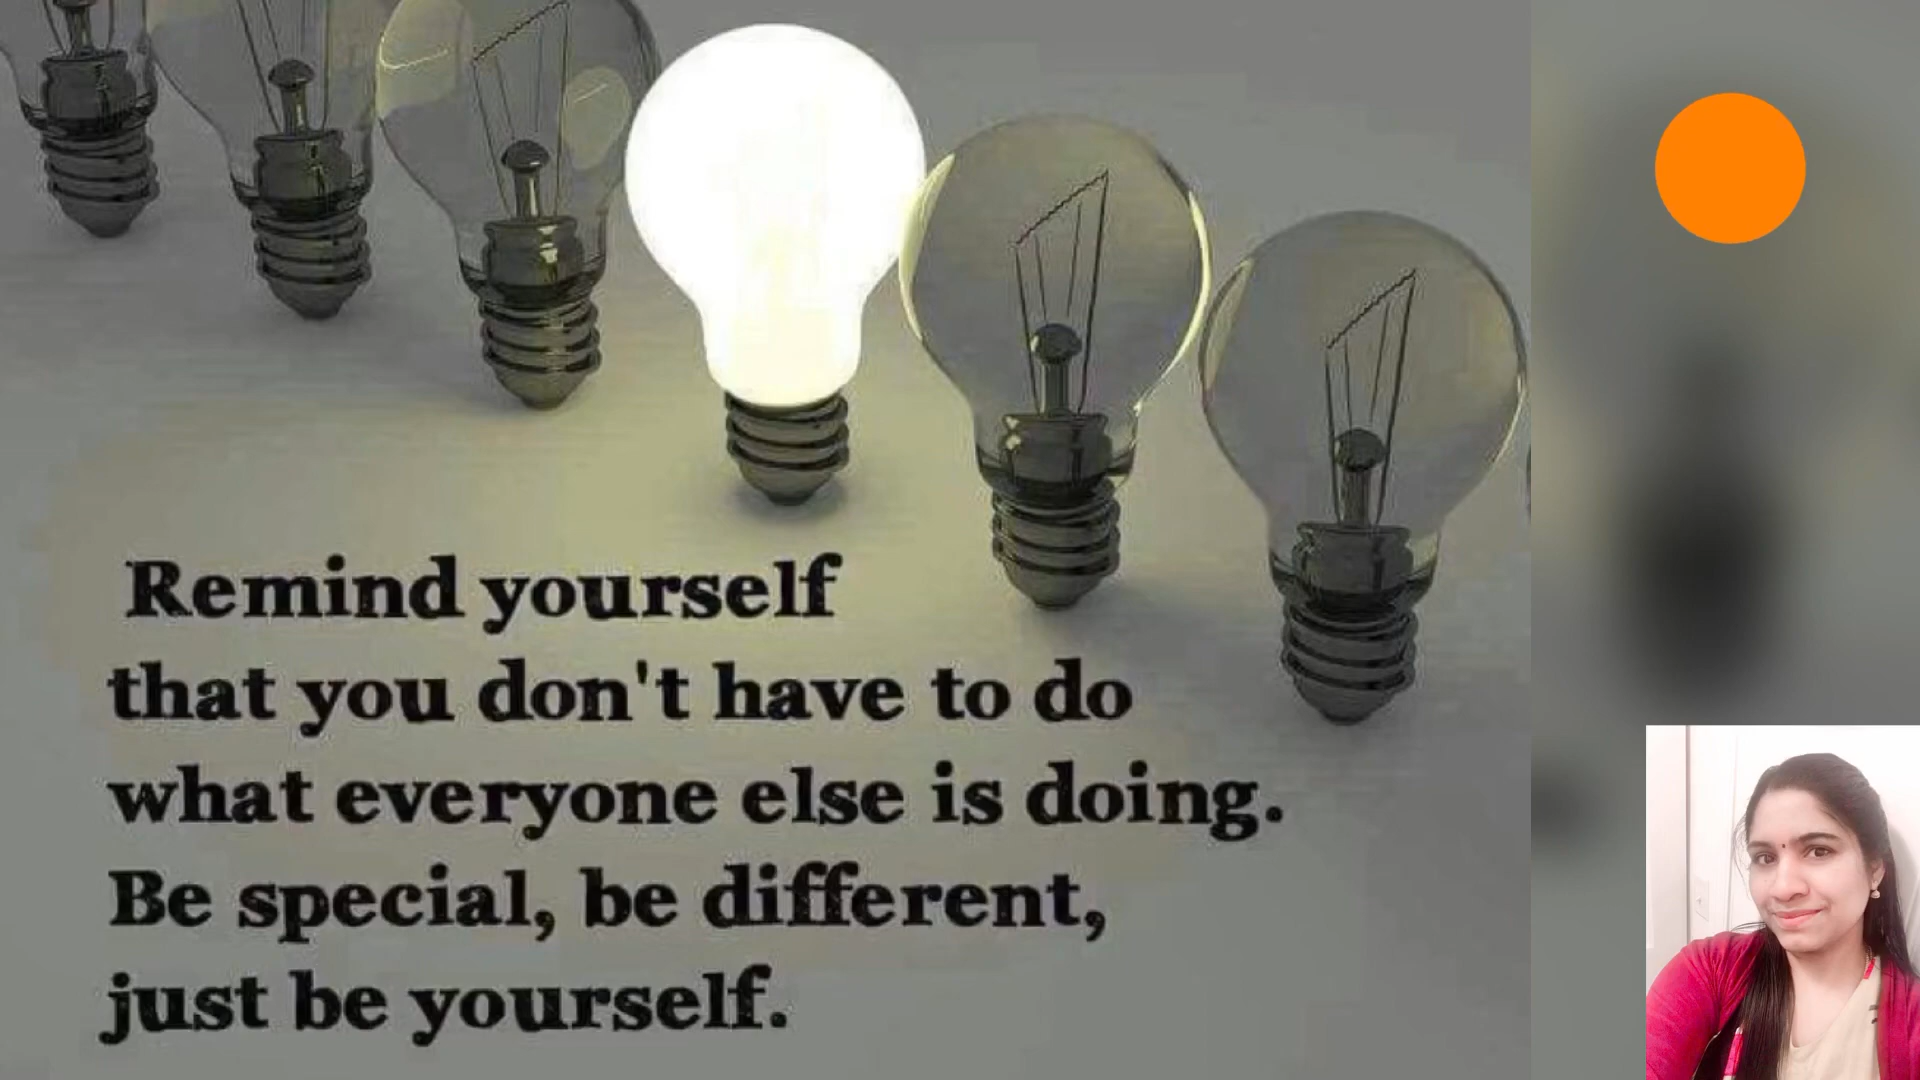 Remind yourself
that you don't have to do
what everyone else is doing.
Be special, be different,
just be yourself.